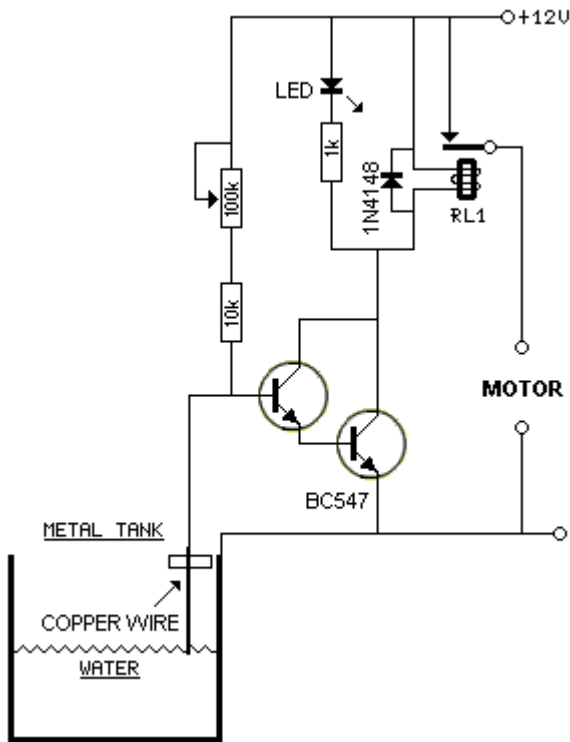 +12V
LED
1k
1N4148
RL1
100k
10k
MOTOR
BC547
METAL TANK
COPPER WIRE
WATER